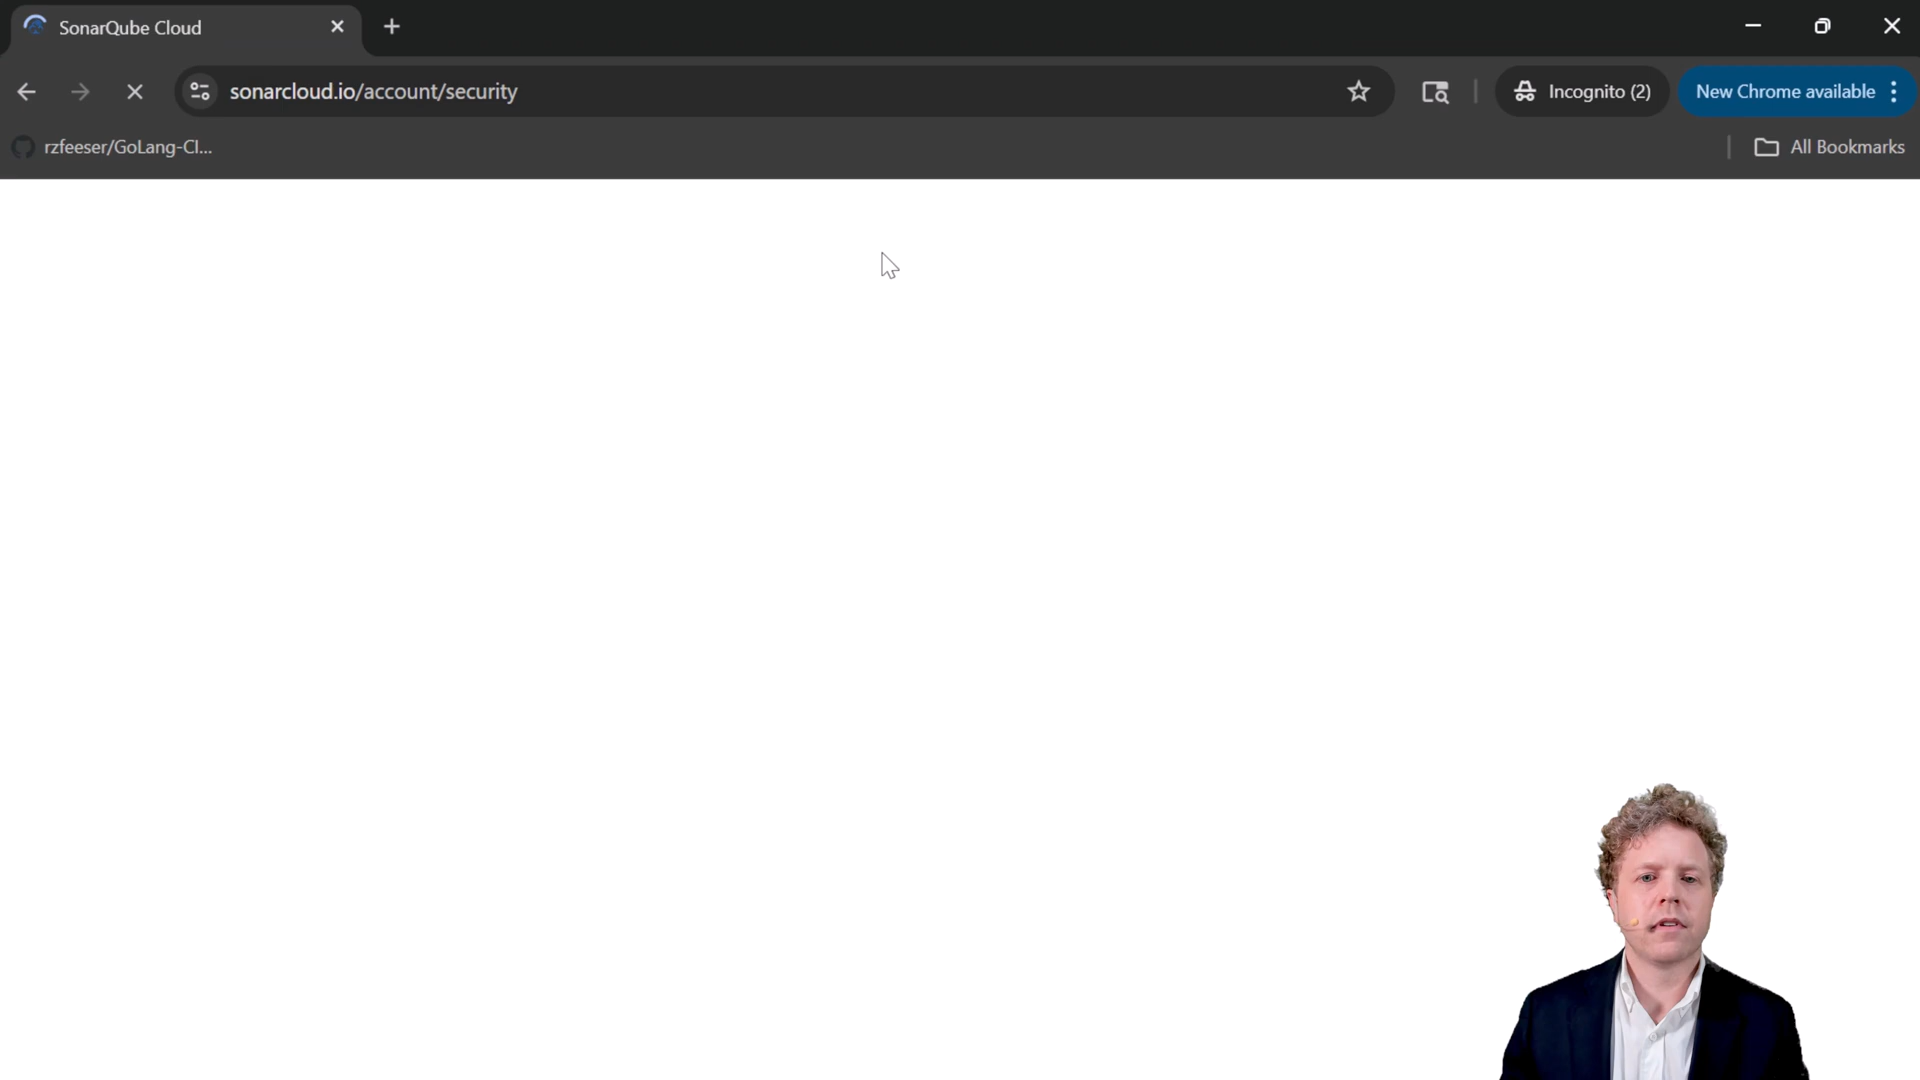 SonarQube Cloud
sonarcloud.io/account/security
Incognito (2)
New Chrome available
rzfeeser/GoLang-Cl...
All Bookmarks